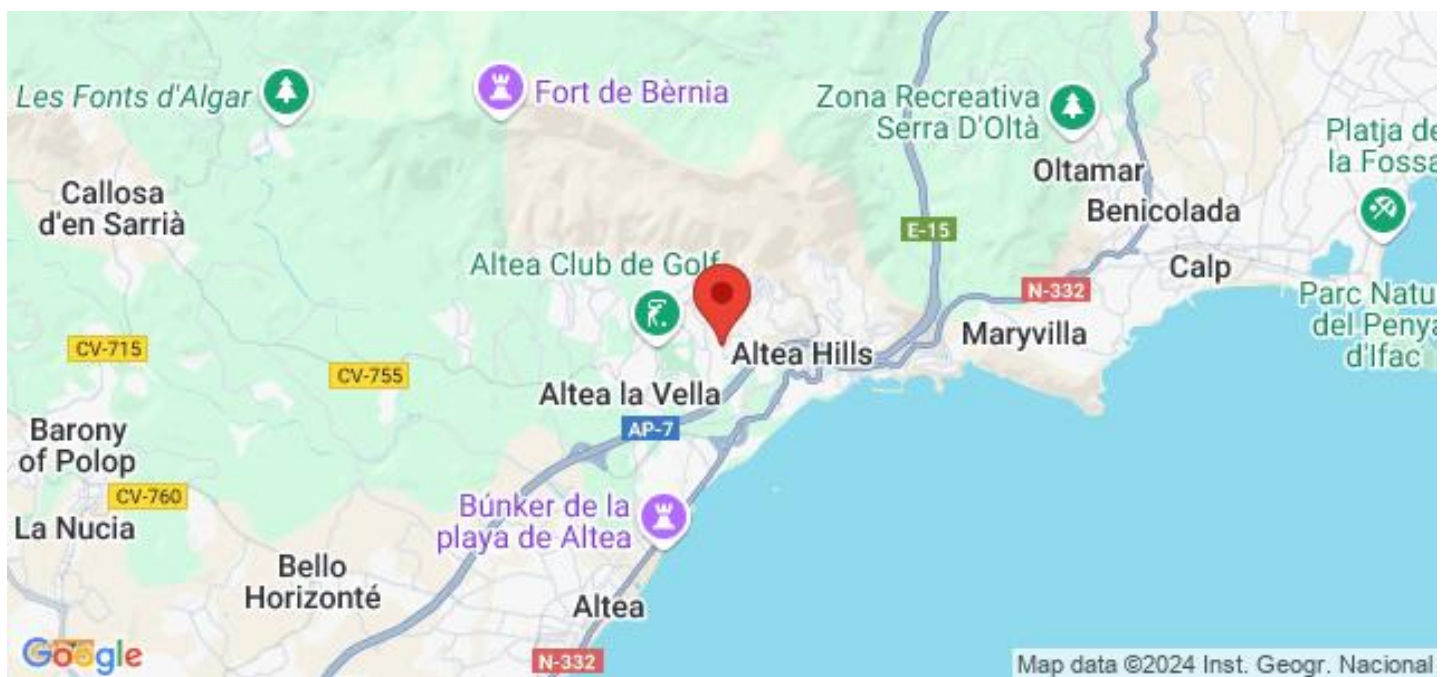 Les Fonts d'Algar
Fort de Bèrnia
Zona Recreativa
Serra D'Oltà
Platja de
la Fossa
Oltamar
Callosa
d'en Sarrià
Benicolada
E-15
Altea Club de Golf
Calp
N-332
Parc Natu
del Penya
d'Ifac
Maryvilla
CV-715
Altea Hills
CV-755
Altea la Vella
AP-7
Barony
of Polop
CV-760
La Nucia
Búnker de la
playa de Altea
Bello
Horizonté
Altea
Google
N-332
Map data ©2024 Inst. Geogr. Nacional